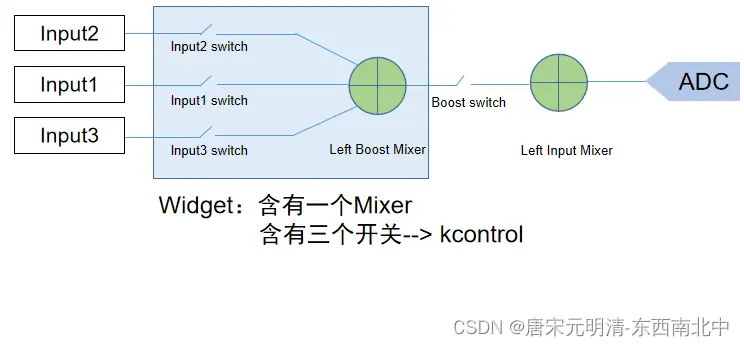 Input2
Input2 switch
Input1
Input1 switch
Boost switch
ADC
Input3
Input3 switch
Left Boost Mixer
Left Input Mixer
Widget：含有一个Mixer
含有三个开关--> kcontrol
CSDN @唐宋元明清-东西南北中